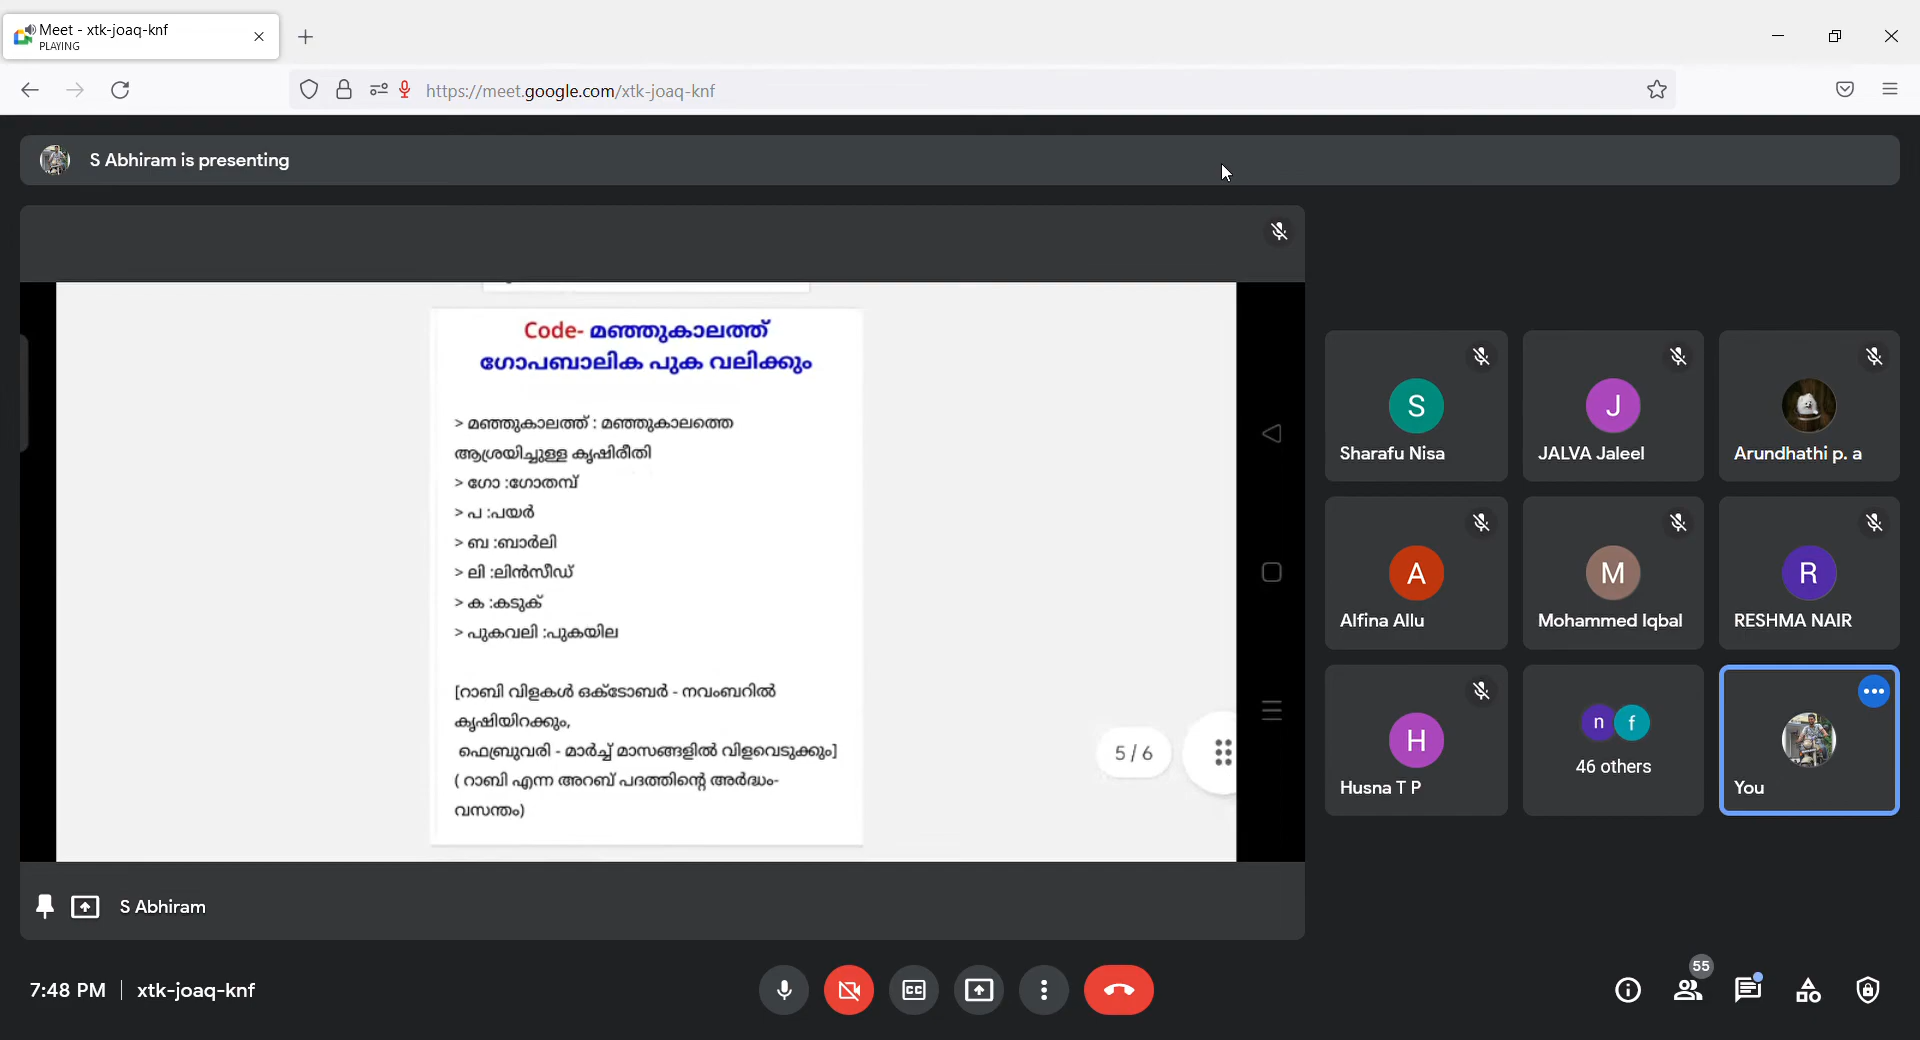 Meet - xtk-joaq-knf
PLAYING
https://meet.google.com/xtk-joaq-knf
S Abhiram is presenting
Code- മഞ്ഞുകാലത്ത്
ഗോപബാലിക പുക വലിക്കും
> മഞ്ഞുകാലത്ത് : മഞ്ഞുകാലത്തെ
ആശ്രയിച്ചുള്ള കൃഷിരീതി
> ഗോ :ഗോതമ്പ്
> പ :പയർ
> ബ :ബാർലി
> ലി :ലിൻസീഡ്
> ക :കടുക്
> പുകവലി :പുകയില
[റാബി വിളകൾ ഒക്ടോബർ - നവംബറിൽ
കൃഷിയിറക്കും,
ഫെബ്രുവരി - മാർച്ച് മാസങ്ങളിൽ വിളവെടുക്കും]
( റാബി എന്ന അറബ് പദത്തിന്റെ അർദ്ധം-
വസന്തം)
5 / 6
S Abhiram
S
Sharafu Nisa
J
JALVA Jaleel
Arundhathi p. a
A
Alfina Allu
M
Mohammed Iqbal
R
RESHMA NAIR
H
Husna T P
n
f
46 others
You
7:48 PM | xtk-joaq-knf
CC
55